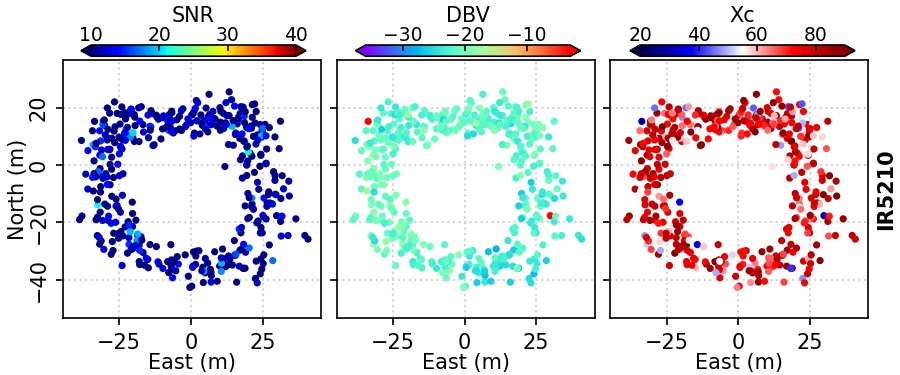 SNR DBV Xc
10 20 30 40 −30 −20 −10 20 40 60 80
North (m)
20
0
−20
−40
IR5210
−25 0 25 −25 0 25 −25 0 25
East (m) East (m) East (m)